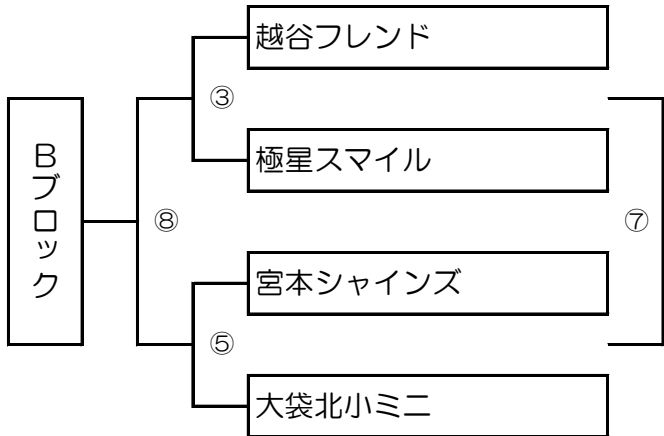 越谷フレンド
③
極星スマイル
Bブロック
⑧
⑦
宮本シャインズ
⑤
大袋北小ミニ